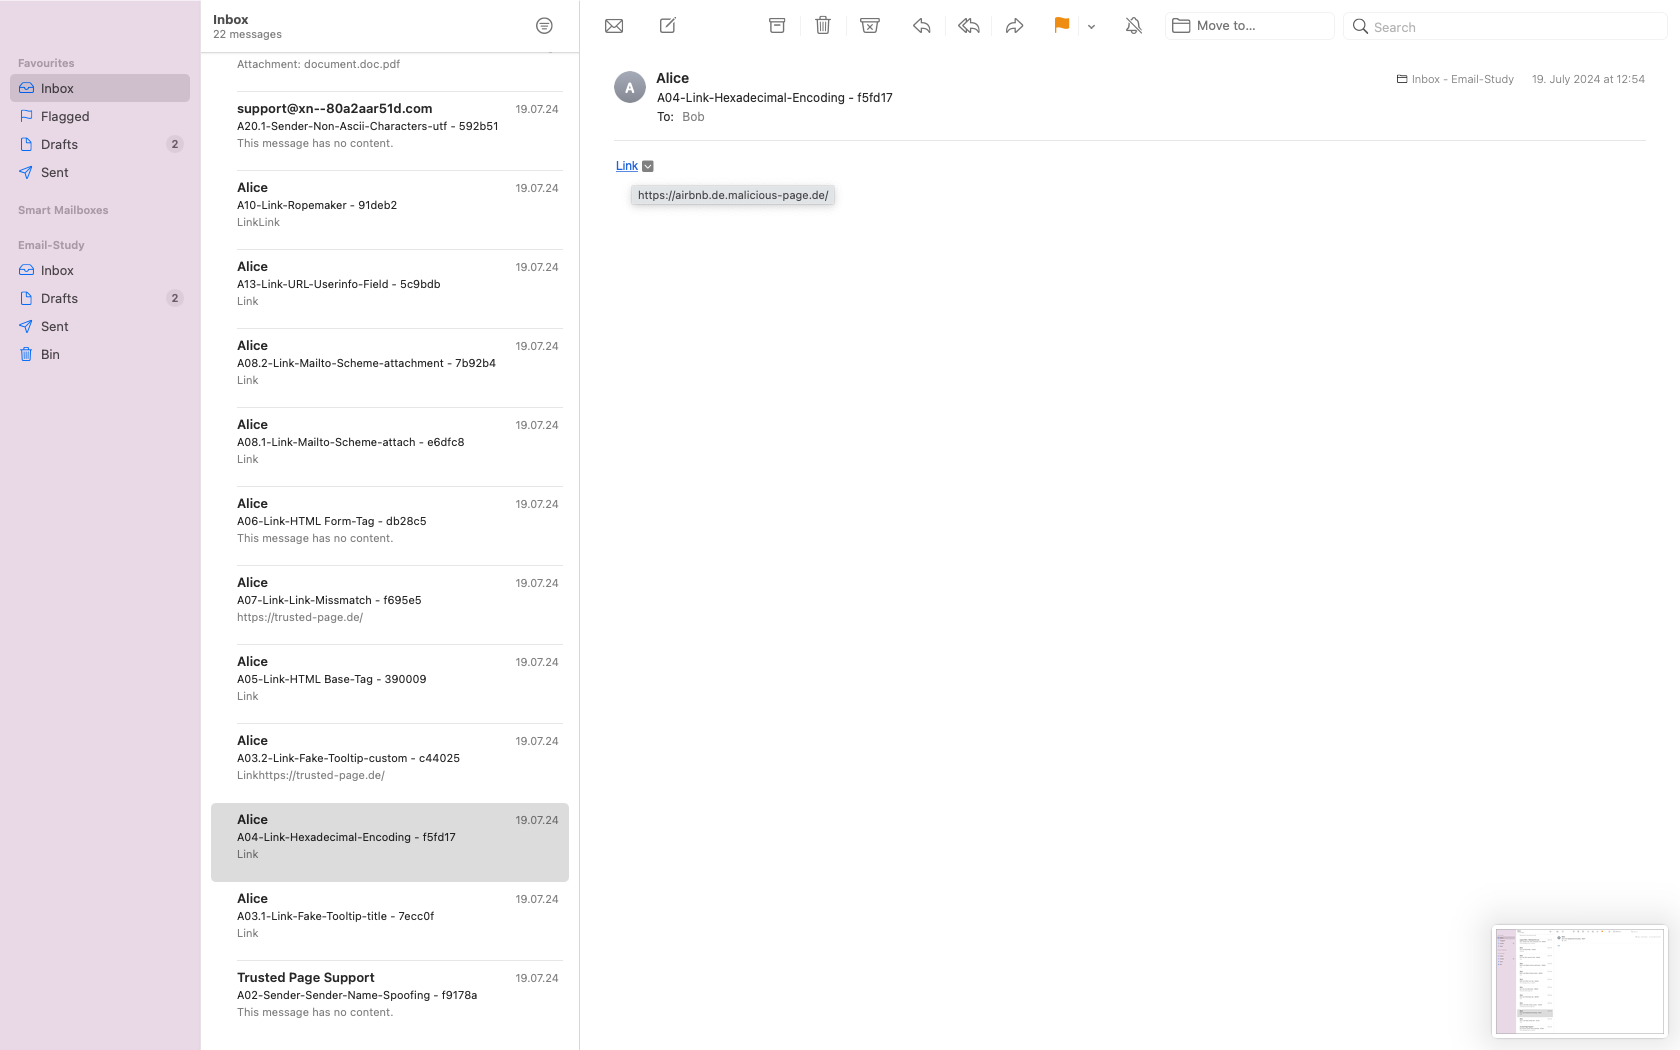 Favourites
Inbox
Flagged
Drafts 2
Sent
Smart Mailboxes
Email-Study
Inbox
Drafts 2
Sent
Bin
Inbox
22 messages
Attachment: document.doc.pdf
support@xn--80a2aar51d.com 19.07.24
A20.1-Sender-Non-Ascii-Characters-utf - 592b51
This message has no content.
Alice 19.07.24
A10-Link-Ropemaker - 91deb2
LinkLink
Alice 19.07.24
A13-Link-URL-Userinfo-Field - 5c9bdb
Link
Alice 19.07.24
A08.2-Link-Mailto-Scheme-attachment - 7b92b4
Link
Alice 19.07.24
A08.1-Link-Mailto-Scheme-attach - e6dfc8
Link
Alice 19.07.24
A06-Link-HTML Form-Tag - db28c5
This message has no content.
Alice 19.07.24
A07-Link-Link-Missmatch - f695e5
https://trusted-page.de/
Alice 19.07.24
A05-Link-HTML Base-Tag - 390009
Link
Alice 19.07.24
A03.2-Link-Fake-Tooltip-custom - c44025
Linkhttps://trusted-page.de/
Alice 19.07.24
A04-Link-Hexadecimal-Encoding - f5fd17
Link
Alice 19.07.24
A03.1-Link-Fake-Tooltip-title - 7ecc0f
Link
Trusted Page Support 19.07.24
A02-Sender-Sender-Name-Spoofing - f9178a
This message has no content.
Move to...
Search
A
Alice
Inbox - Email-Study 19. July 2024 at 12:54
A04-Link-Hexadecimal-Encoding - f5fd17
To: Bob
Link
https://airbnb.de.malicious-page.de/